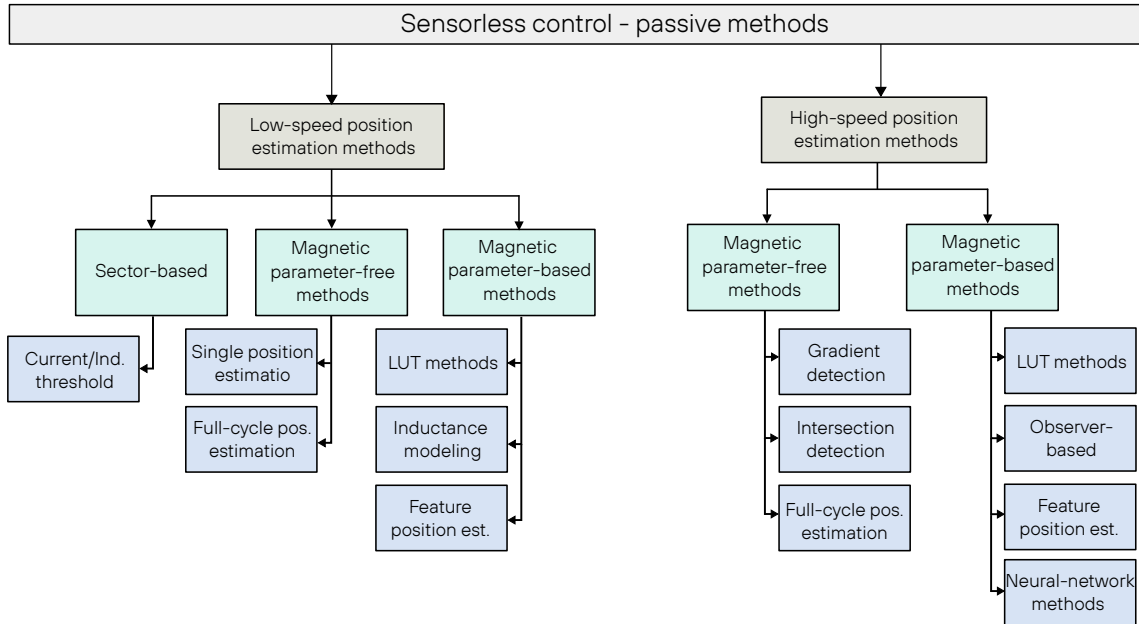 Sensorless control - passive methods
Low-speed position
estimation methods
High-speed position
estimation methods
Sector-based
Magnetic
parameter-free
methods
Magnetic
parameter-based
methods
Magnetic
parameter-free
methods
Magnetic
parameter-based
methods
Current/Ind.
threshold
Single position
estimatio
Full-cycle pos.
estimation
LUT methods
Inductance
modeling
Feature
position est.
Gradient
detection
Intersection
detection
Full-cycle pos.
estimation
LUT methods
Observer-
based
Feature
position est.
Neural-network
methods